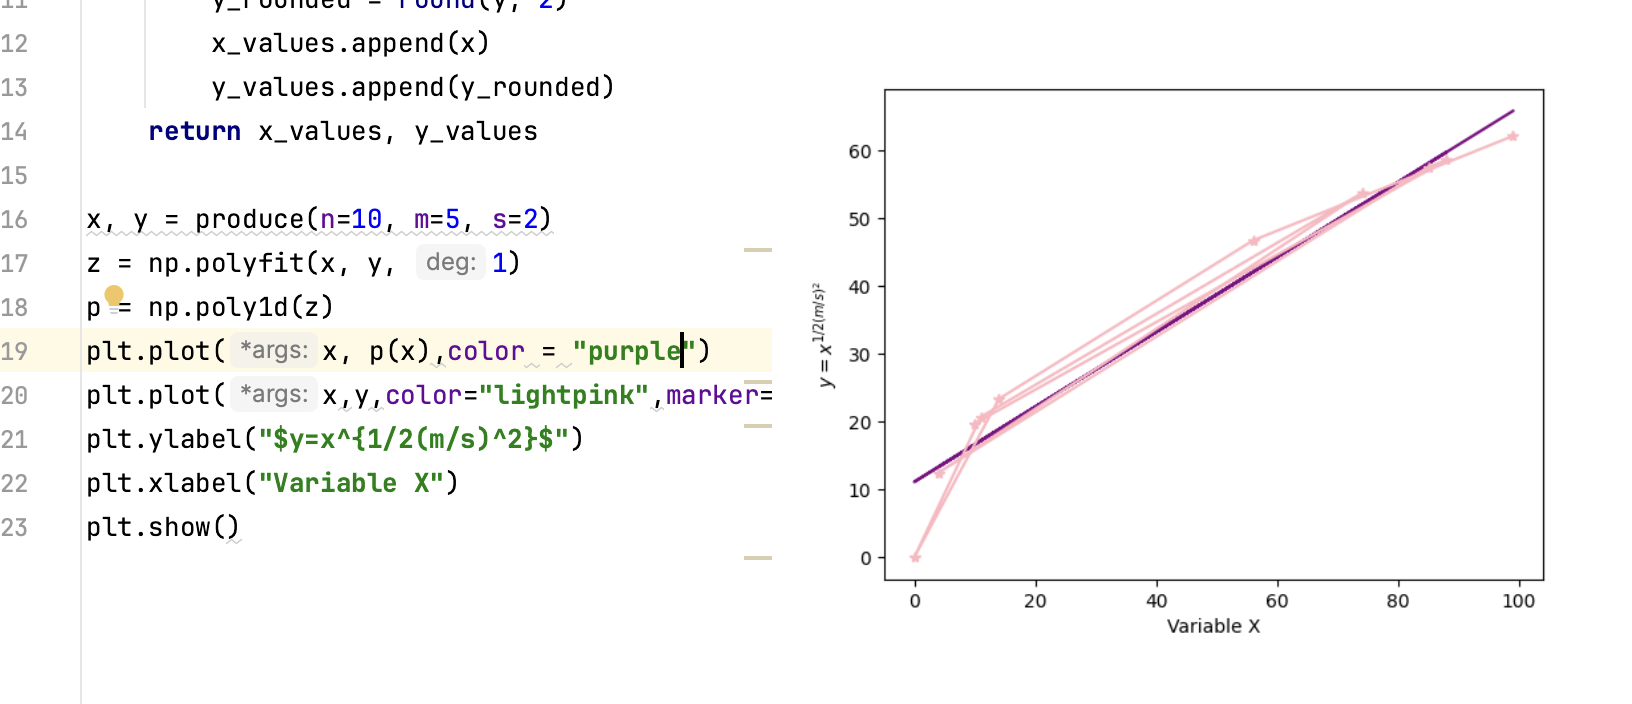 11 y_rounded = round(y, 2)
12 x_values.append(x)
13 y_values.append(y_rounded)
14 return x_values, y_values
15
16 x, y = produce(n=10, m=5, s=2)
17 z = np.polyfit(x, y, deg: 1)
18 p = np.poly1d(z)
19 plt.plot( *args: x, p(x),color = "purple")
20 plt.plot( *args: x,y,color="lightpink",marker=
21 plt.ylabel("$y=x^{1/2(m/s)^2}$")
22 plt.xlabel("Variable X")
23 plt.show()
60
50
40
30
20
10
0
y = x^{1/2(m/s)²}
0 20 40 60 80 100
Variable X